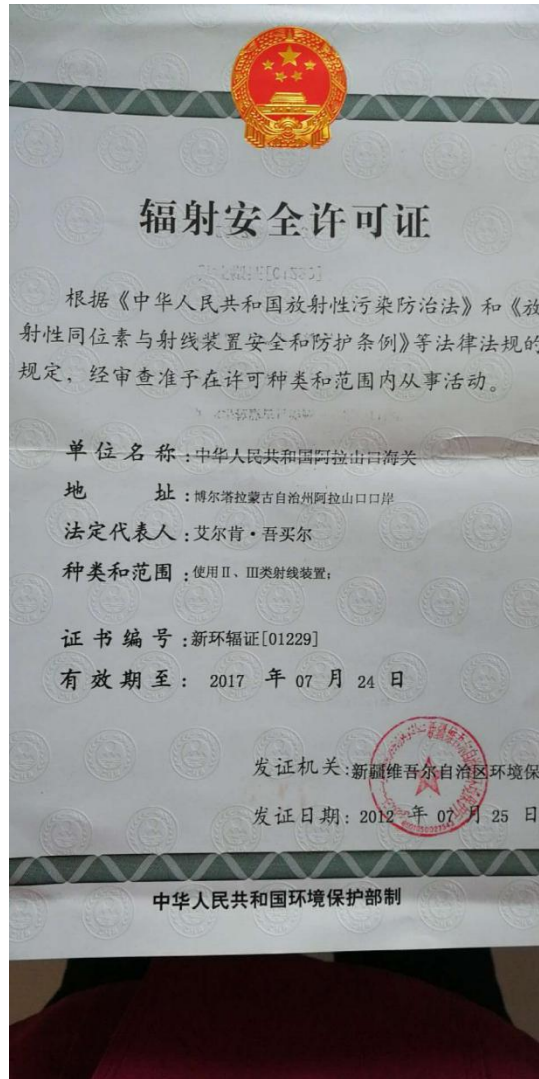 辐射安全许可证
根据《中华人民共和国放射性污染防治法》和《放
射性同位素与射线装置安全和防护条例》等法律法规的
规定，经审查准予在许可种类和范围内从事活动。
单位名称：中华人民共和国阿拉山口海关
地 址：博尔塔拉蒙古自治州阿拉山口口岸
法定代表人：艾尔肯·吾买尔
种类和范围：使用Ⅱ、Ⅲ类射线装置；
证书编号：新环辐证[01229]
有效期至：2017 年 07 月 24 日
发证机关：新疆维吾尔自治区环境保
发证日期：2012 年 07 月 25 日
中华人民共和国环境保护部制